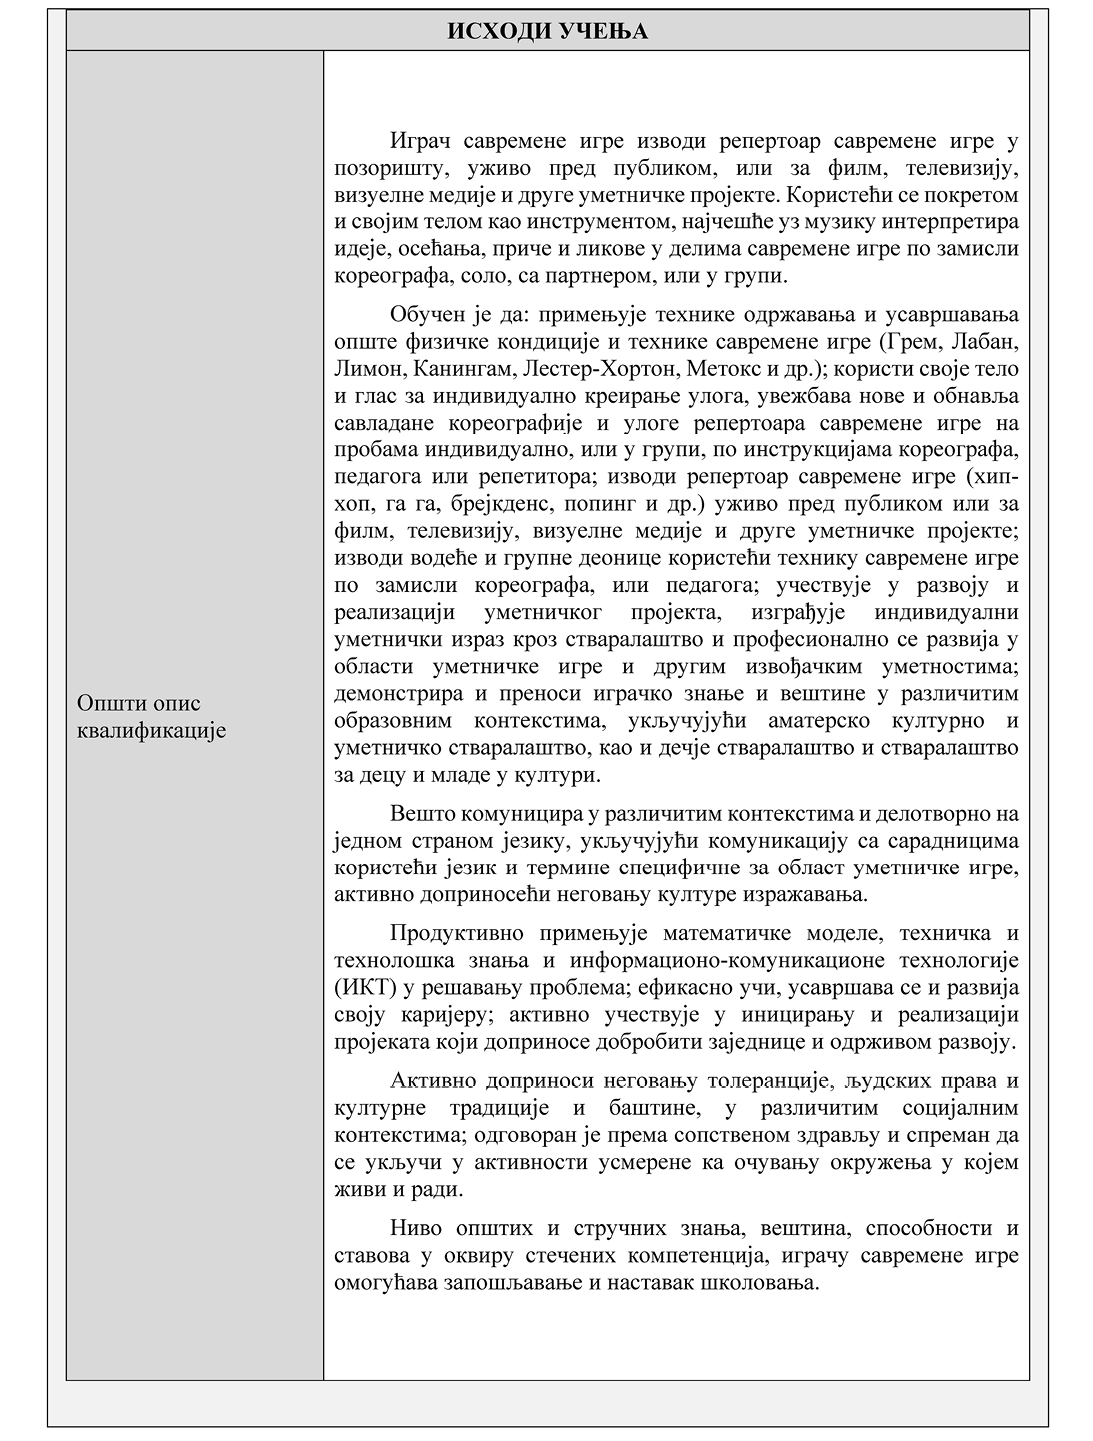 ИСХОДИ УЧЕЊА
Општи опис
квалификације
Играч савремене игре изводи репертоар савремене игре у
позоришту, уживо пред публиком, или за филм, телевизију,
визуелне медије и друге уметничке пројекте. Користећи се покретом
и својим телом као инструментом, најчешће уз музику интерпретира
идеје, осећања, приче и ликове у делима савремене игре по замисли
кореографа, соло, са партнером, или у групи.
Обучен је да: примењује технике одржавања и усавршавања
опште физичке кондиције и технике савремене игре (Грем, Лабан,
Лимон, Канингам, Лестер-Хортон, Метокс и др.); користи своје тело
и глас за индивидуално креирање улога, увежбава нове и обнавља
савладане кореографије и улоге репертоара савремене игре на
пробама индивидуално, или у групи, по инструкцијама кореографа,
педагога или репетитора; изводи репертоар савремене игре (хип-
хоп, га га, брејкденс, попинг и др.) уживо пред публиком или за
филм, телевизију, визуелне медије и друге уметничке пројекте;
изводи водеће и групне деонице користећи технику савремене игре
по замисли кореографа, или педагога; учествује у развоју и
реализацији уметничког пројекта, изграђује индивидуални
уметнички израз кроз стваралаштво и професионално се развија у
области уметничке игре и другим извођачким уметностима;
демонстрира и преноси играчко знање и вештине у различитим
образовним контекстима, укључујући аматерско културно и
уметничко стваралаштво, као и дечје стваралаштво и стваралаштво
за децу и младе у култури.
Вешто комуницира у различитим контекстима и делотворно на
једном страном језику, укључујући комуникацију са сарадницима
користећи језик и термине специфичне за област уметничке игре,
активно доприносећи неговању културе изражавања.
Продуктивно примењује математичке моделе, техничка и
технолошка знања и информационо-комуникационе технологије
(ИКТ) у решавању проблема; ефикасно учи, усавршава се и развија
своју каријеру; активно учествује у иницирању и реализацији
пројеката који доприносе добробити заједнице и одрживом развоју.
Активно доприноси неговању толеранције, људских права и
културне традиције и баштине, у различитим социјалним
контекстима; одговоран је према сопственом здрављу и спреман да
се укључи у активности усмерене ка очувању окружења у којем
живи и ради.
Ниво општих и стручних знања, вештина, способности и
ставова у оквиру стечених компетенција, играчу савремене игре
омогућава запошљавање и наставак школовања.